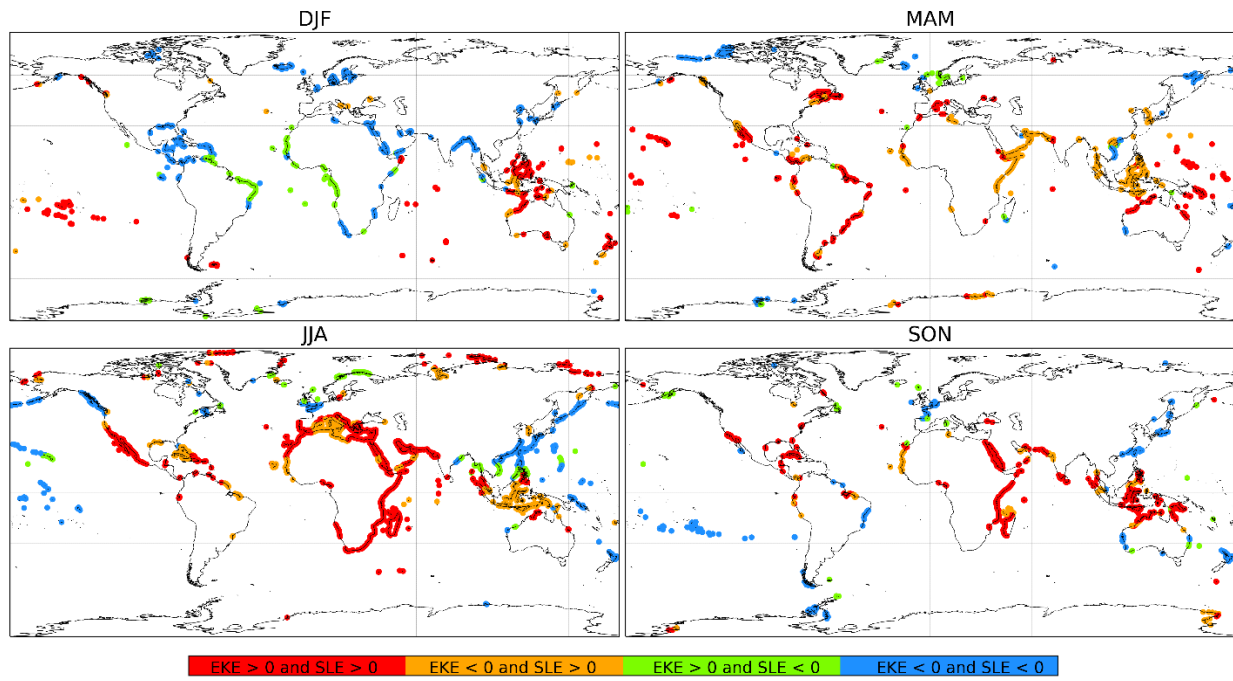 DJF
MAM
JJA
SON
EKE > 0 and SLE > 0
EKE < 0 and SLE > 0
EKE > 0 and SLE < 0
EKE < 0 and SLE < 0